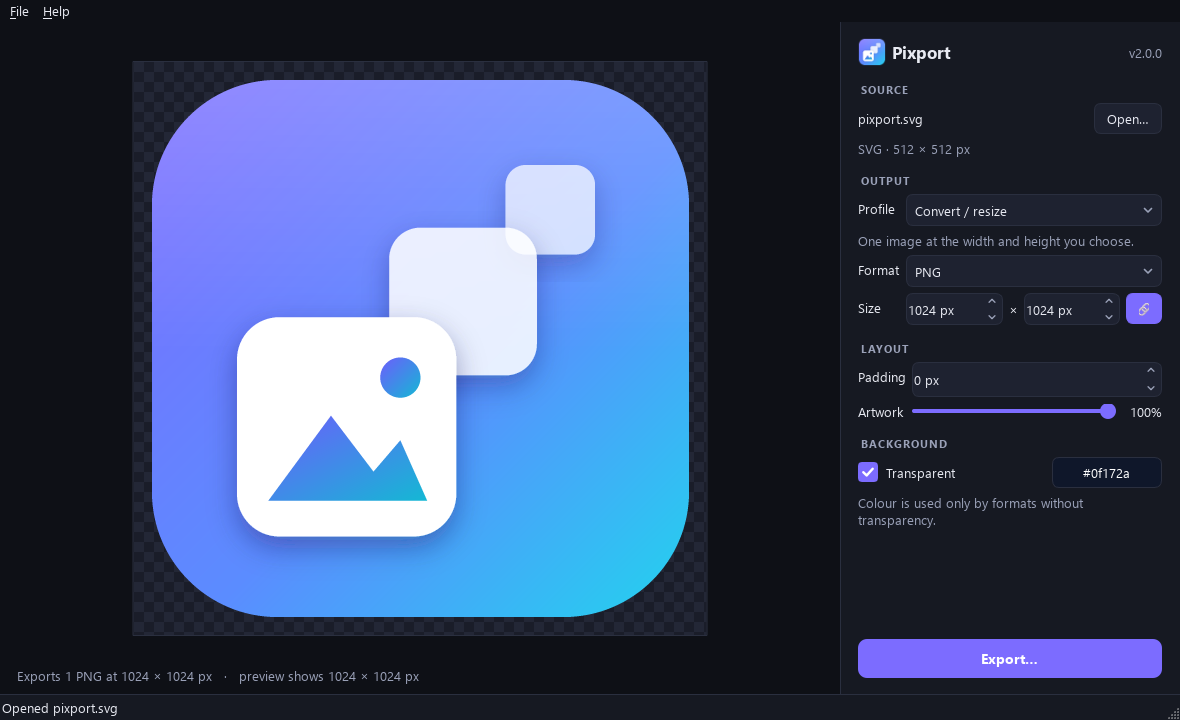 File Help
Pixport v2.0.0
SOURCE
pixport.svg Open...
SVG · 512 × 512 px
OUTPUT
Profile Convert / resize
One image at the width and height you choose.
Format PNG
Size 1024 px × 1024 px
LAYOUT
Padding 0 px
Artwork 100%
BACKGROUND
Transparent #0f172a
Colour is used only by formats without
transparency.
Export...
Exports 1 PNG at 1024 × 1024 px · preview shows 1024 × 1024 px
Opened pixport.svg